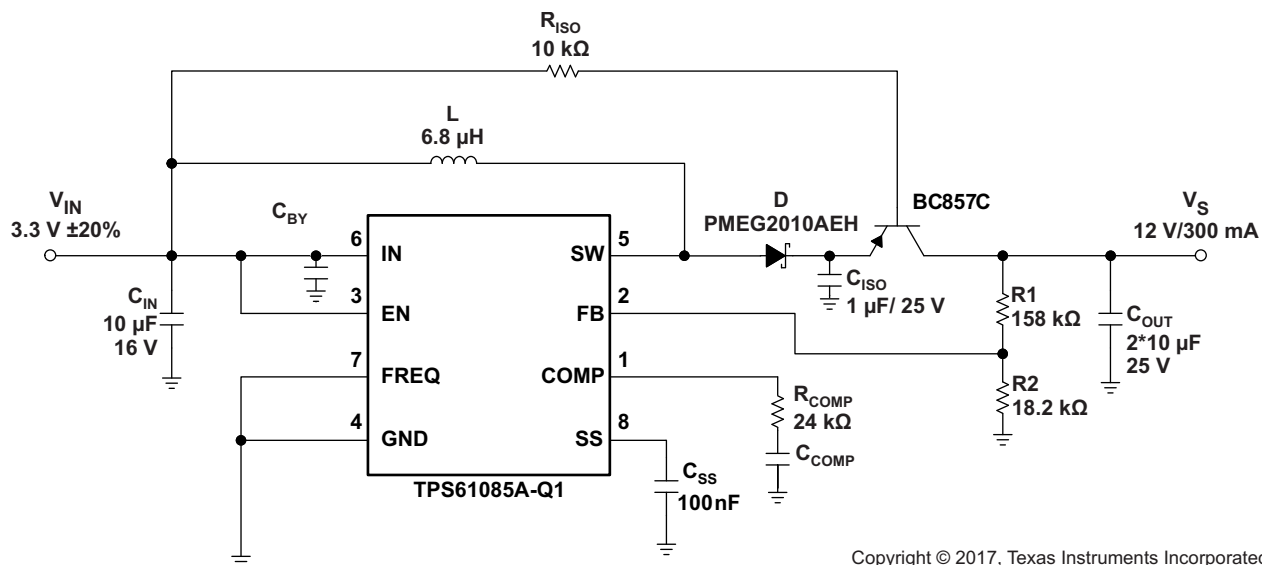 R_ISO
10 kΩ
L
6.8 µH
V_IN
3.3 V ±20%
C_BY
C_IN
10 µF
16 V
6
IN
3
EN
7
FREQ
4
GND
SW
5
FB
2
COMP
1
SS
8
TPS61085A-Q1
D
PMEG2010AEH
BC857C
V_S
12 V/300 mA
C_ISO
1 µF/ 25 V
R1
158 kΩ
C_OUT
2*10 µF
25 V
R2
18.2 kΩ
R_COMP
24 kΩ
C_COMP
C_SS
100nF
Copyright © 2017, Texas Instruments Incorporated